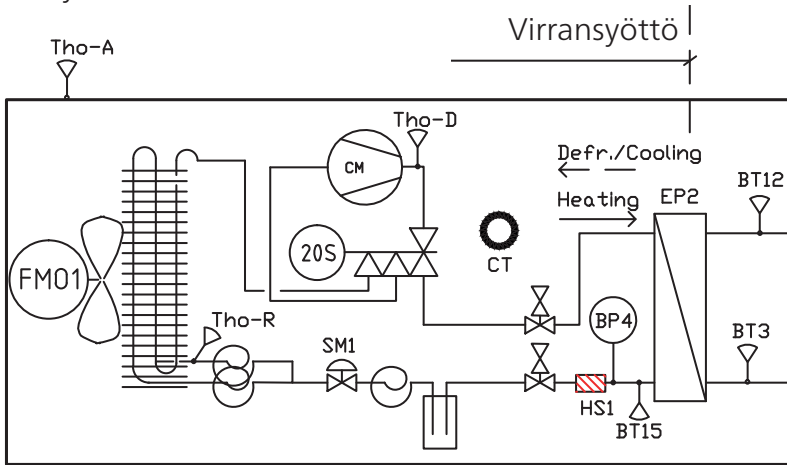 Virransyöttö
Tho-A
Tho-D
CM
Defr./Cooling
Heating
EP2
BT12
20S
CT
FM01
Tho-R
SM1
BP4
BT3
HS1
BT15